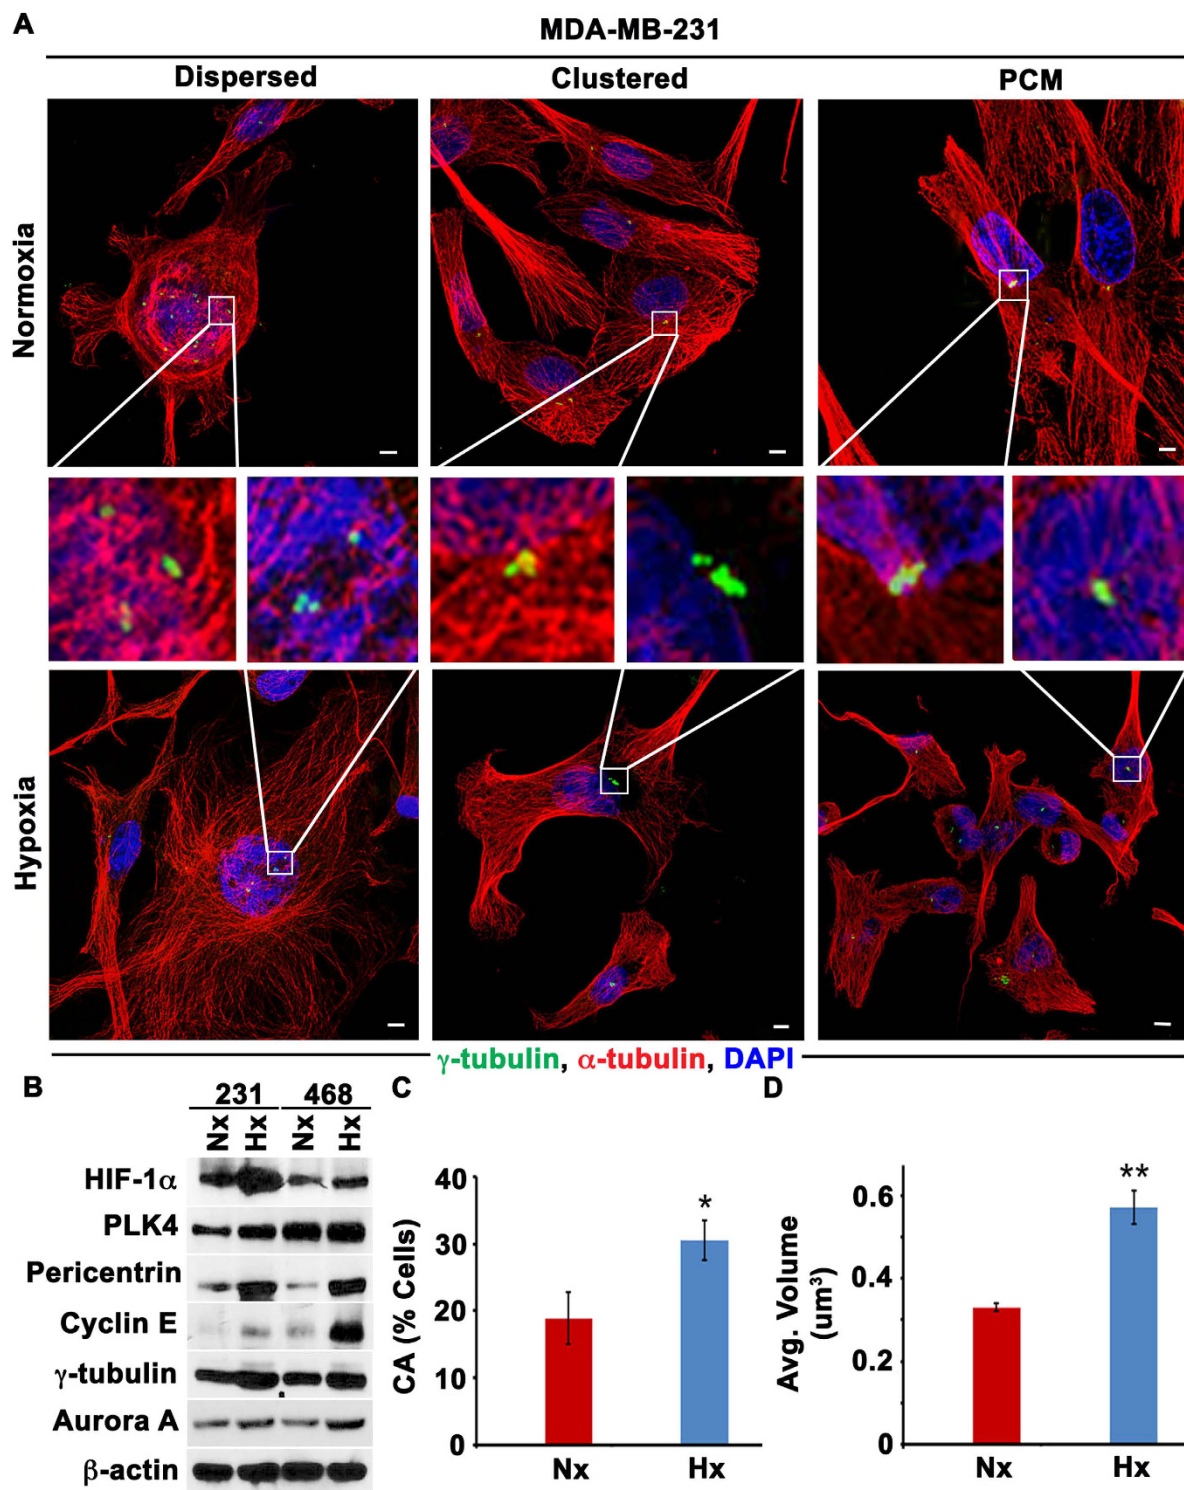 A
MDA-MB-231
Dispersed
Clustered
PCM
Normoxia
Hypoxia
γ-tubulin, α-tubulin, DAPI
B
231 468
Nx Hx Nx Hx
HIF-1α
PLK4
Pericentrin
Cyclin E
γ-tubulin
Aurora A
β-actin
C
CA (% Cells)
40
30
20
10
0
*
Nx Hx
D
Avg. Volume
(um³)
0.6
0.4
0.2
0
**
Nx Hx